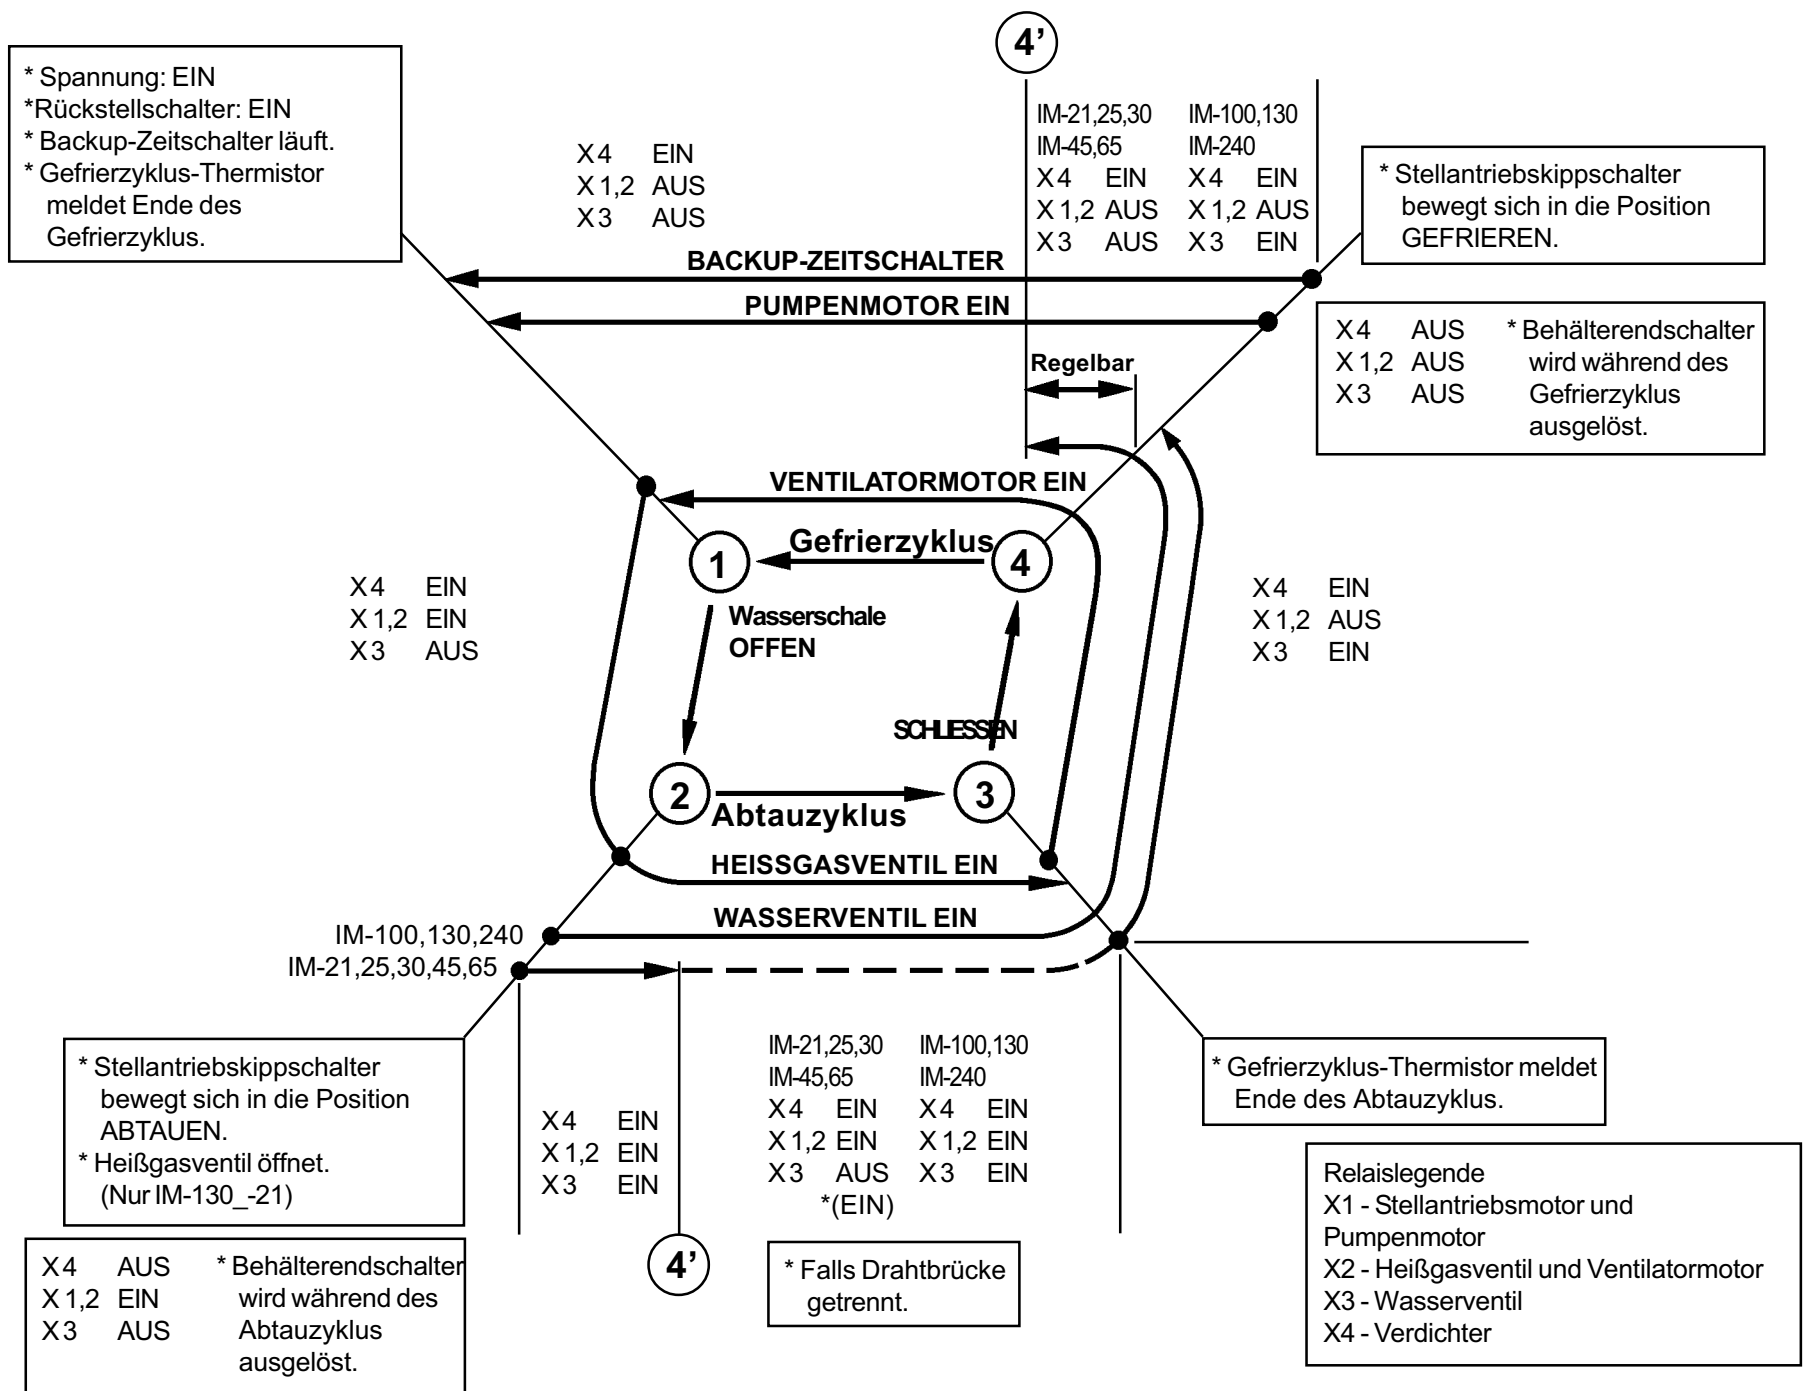 4’
* Spannung: EIN
*Rückstellschalter: EIN
* Backup-Zeitschalter läuft.
* Gefrierzyklus-Thermistor
meldet Ende des
Gefrierzyklus.
X4 EIN
X1,2 AUS
X3 AUS
IM-21,25,30 IM-100,130
IM-45,65 IM-240
X4 EIN X4 EIN
X1,2 AUS X1,2 AUS
X3 AUS X3 EIN
* Stellantriebskippschalter
bewegt sich in die Position
GEFRIEREN.
BACKUP-ZEITSCHALTER
PUMPENMOTOR EIN
X4 AUS
X1,2 AUS
X3 AUS
* Behälterendschalter
wird während des
Gefrierzyklus
ausgelöst.
Regelbar
VENTILATORMOTOR EIN
1
Gefrierzyklus
4
X4 EIN
X1,2 EIN
X3 AUS
Wasserschale
OFFEN
X4 EIN
X1,2 AUS
X3 EIN
SCHLIESSEN
2
Abtauzyklus
3
HEISSGASVENTIL EIN
WASSERVENTIL EIN
IM-100,130,240
IM-21,25,30,45,65
* Stellantriebskippschalter
bewegt sich in die Position
ABTAUEN.
* Heißgasventil öffnet.
(Nur IM-130_-21)
X4 EIN
X1,2 EIN
X3 EIN
IM-21,25,30 IM-100,130
IM-45,65 IM-240
X4 EIN X4 EIN
X1,2 EIN X1,2 EIN
X3 AUS X3 EIN
*(EIN)
* Gefrierzyklus-Thermistor meldet
Ende des Abtauzyklus.
X4 AUS
X1,2 EIN
X3 AUS
* Behälterendschalter
wird während des
Abtauzyklus
ausgelöst.
4’
* Falls Drahtbrücke
getrennt.
Relaislegende
X1 - Stellantriebsmotor und
Pumpenmotor
X2 - Heißgasventil und Ventilatormotor
X3 - Wasserventil
X4 - Verdichter